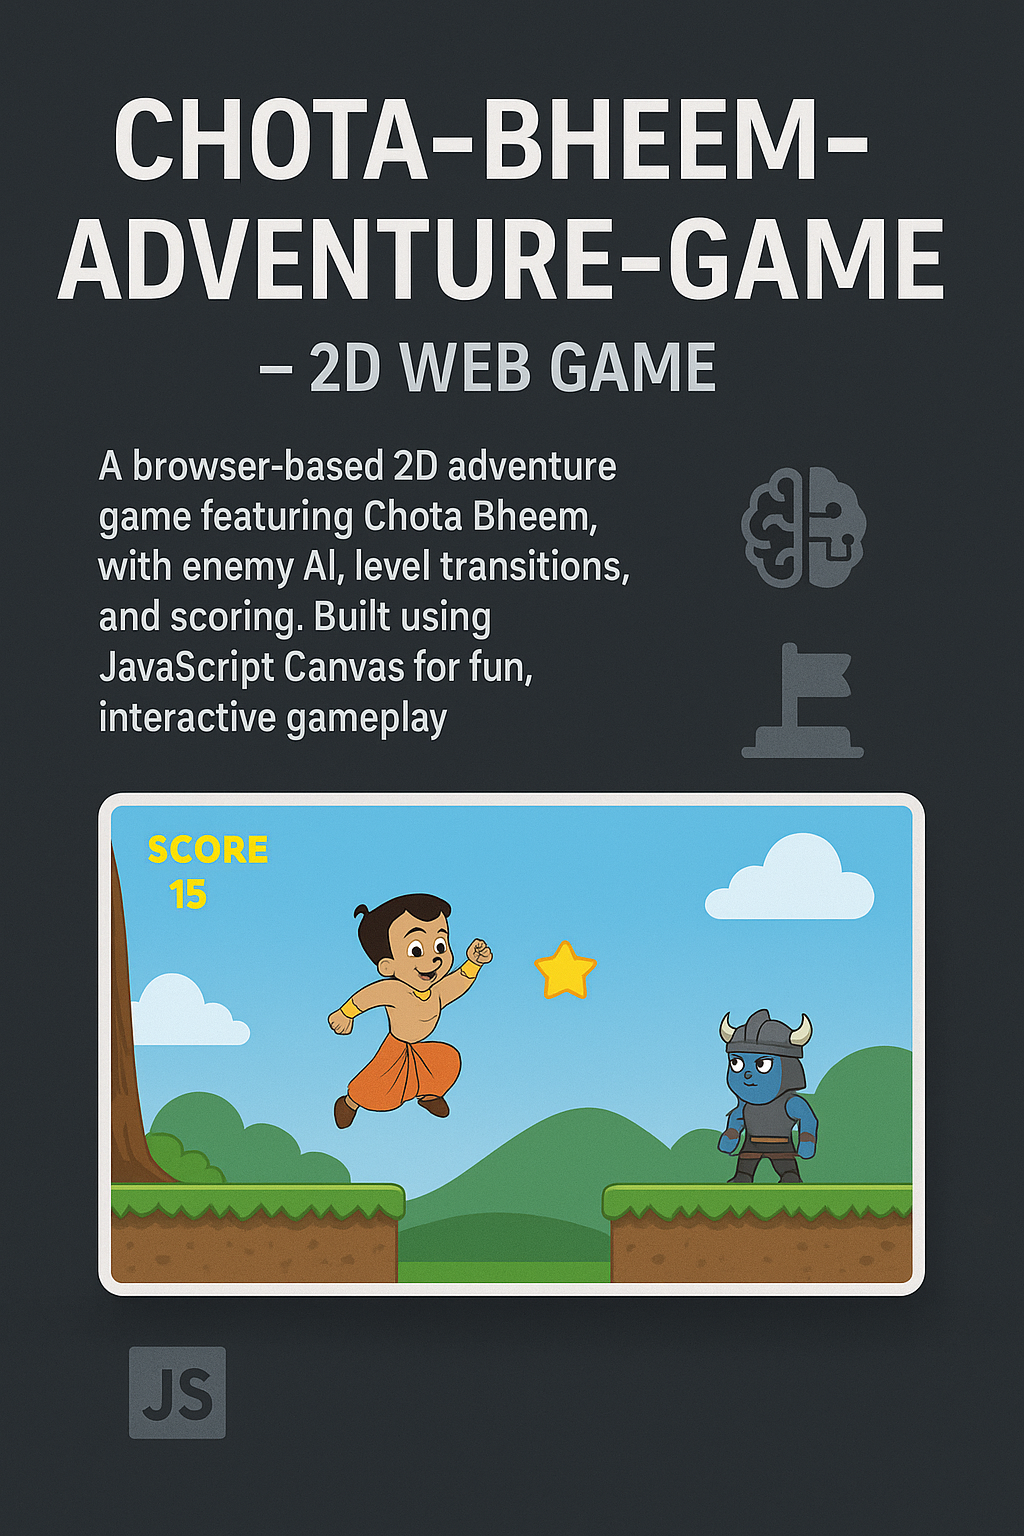 CHOTA-BHEEM-
ADVENTURE-GAME
– 2D WEB GAME
A browser-based 2D adventure
game featuring Chota Bheem,
with enemy AI, level transitions,
and scoring. Built using
JavaScript Canvas for fun,
interactive gameplay
SCORE
15
JS